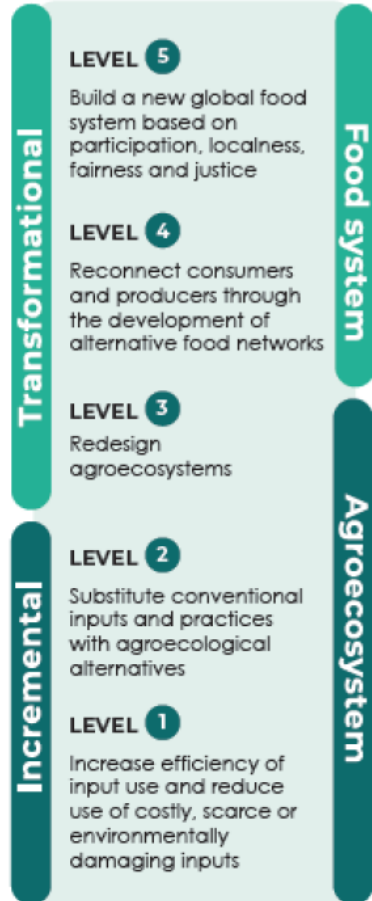 Transformational
Incremental
LEVEL 5
Build a new global food
system based on
participation, localness,
fairness and justice
LEVEL 4
Reconnect consumers
and producers through
the development of
alternative food networks
LEVEL 3
Redesign
agroecosystems
LEVEL 2
Substitute conventional
inputs and practices
with agroecological
alternatives
LEVEL 1
Increase efficiency of
input use and reduce
use of costly, scarce or
environmentally
damaging inputs
Food system
Agroecosystem